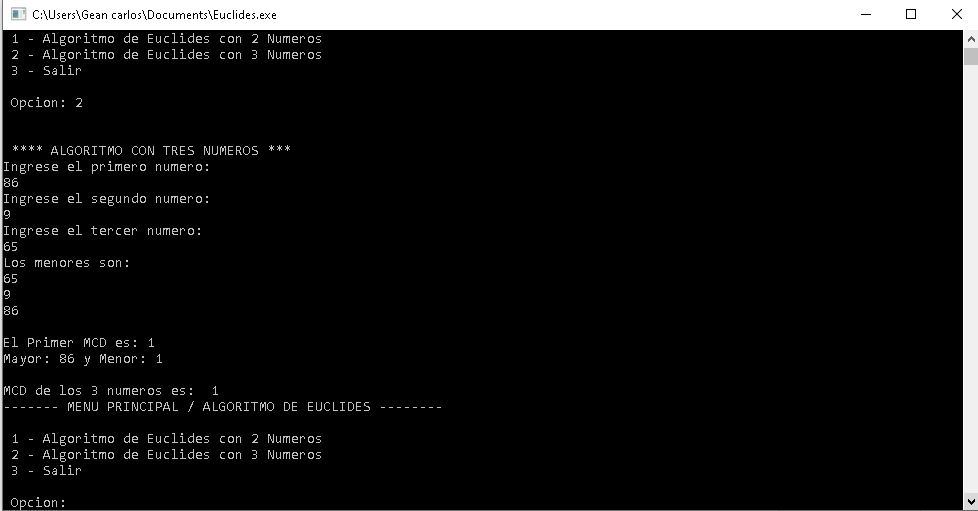 C:\Users\Gean carlos\Documents\Euclides.exe
1 - Algoritmo de Euclides con 2 Numeros
2 - Algoritmo de Euclides con 3 Numeros
3 - Salir
Opcion: 2
**** ALGORITMO CON TRES NUMEROS ***
Ingrese el primero numero:
86
Ingrese el segundo numero:
9
Ingrese el tercer numero:
65
Los menores son:
65
9
86
El Primer MCD es: 1
Mayor: 86 y Menor: 1
MCD de los 3 numeros es:  1
------- MENU PRINCIPAL / ALGORITMO DE EUCLIDES --------
1 - Algoritmo de Euclides con 2 Numeros
2 - Algoritmo de Euclides con 3 Numeros
3 - Salir
Opcion: